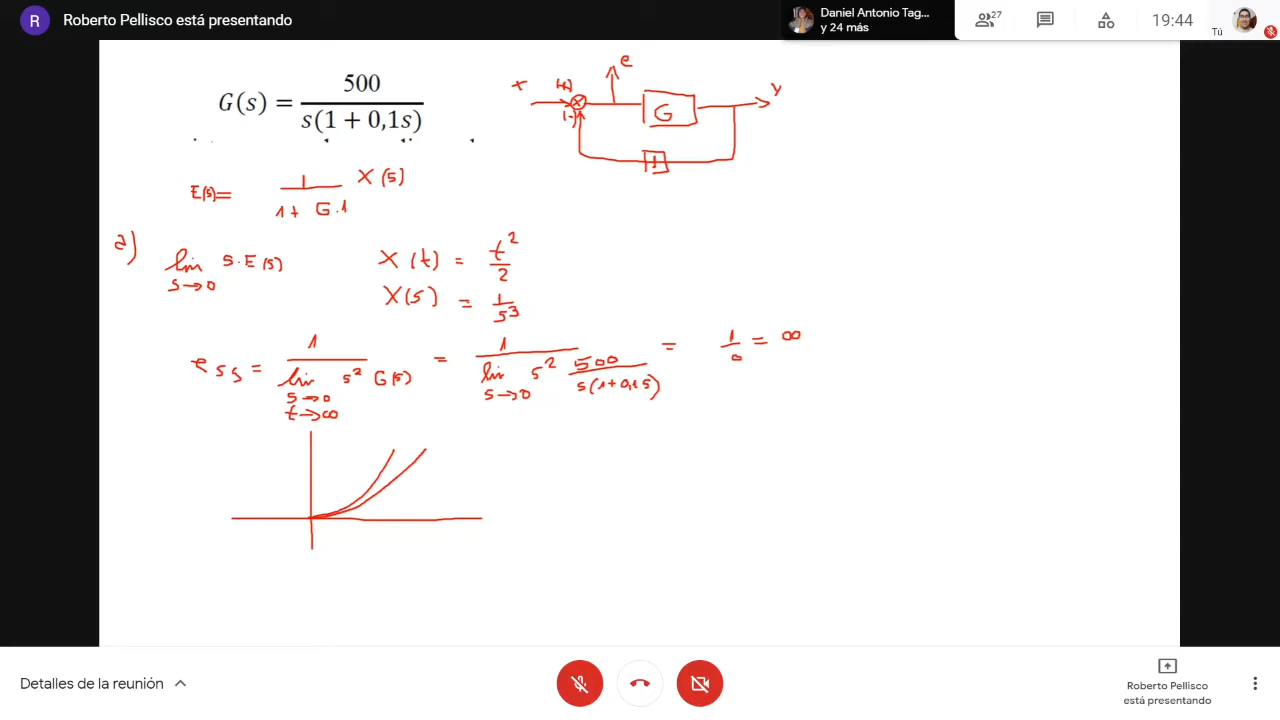 R Roberto Pellisco está presentando
Daniel Antonio Tag...
y 24 más
27
19:44
Tú
G(s) = 500 / s(1 + 0,1s)
x (+) e G y
(-) 1
E(s) = 1 / 1 + G.1 X(s)
a) lim s→0 s.E(s) X(t) = t² / 2
X(s) = 1 / s³
ess = 1 / lim s→0 t→∞ s² G(s) = 1 / lim s→0 s² 500 / s(1+0,1s) = 1 / 0 = ∞
Detalles de la reunión
Roberto Pellisco
está presentando